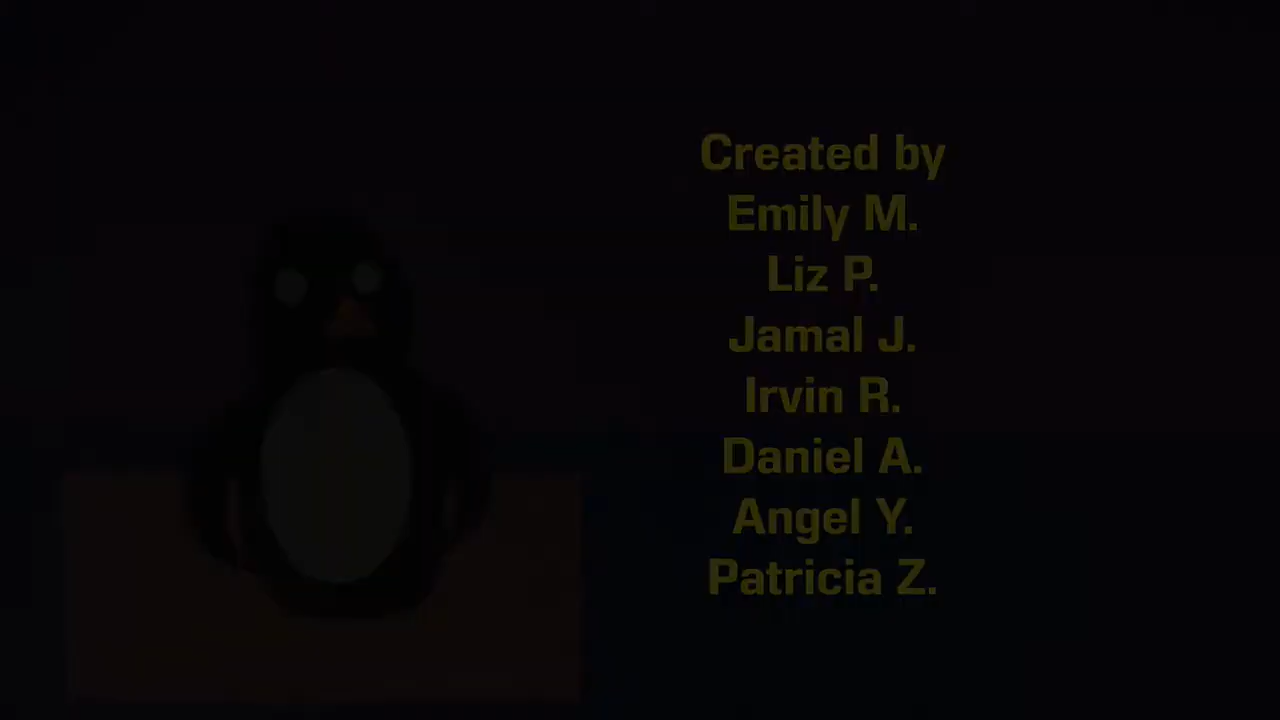 Created by
Emily M.
Liz P.
Jamal J.
Irvin R.
Daniel A.
Angel Y.
Patricia Z.